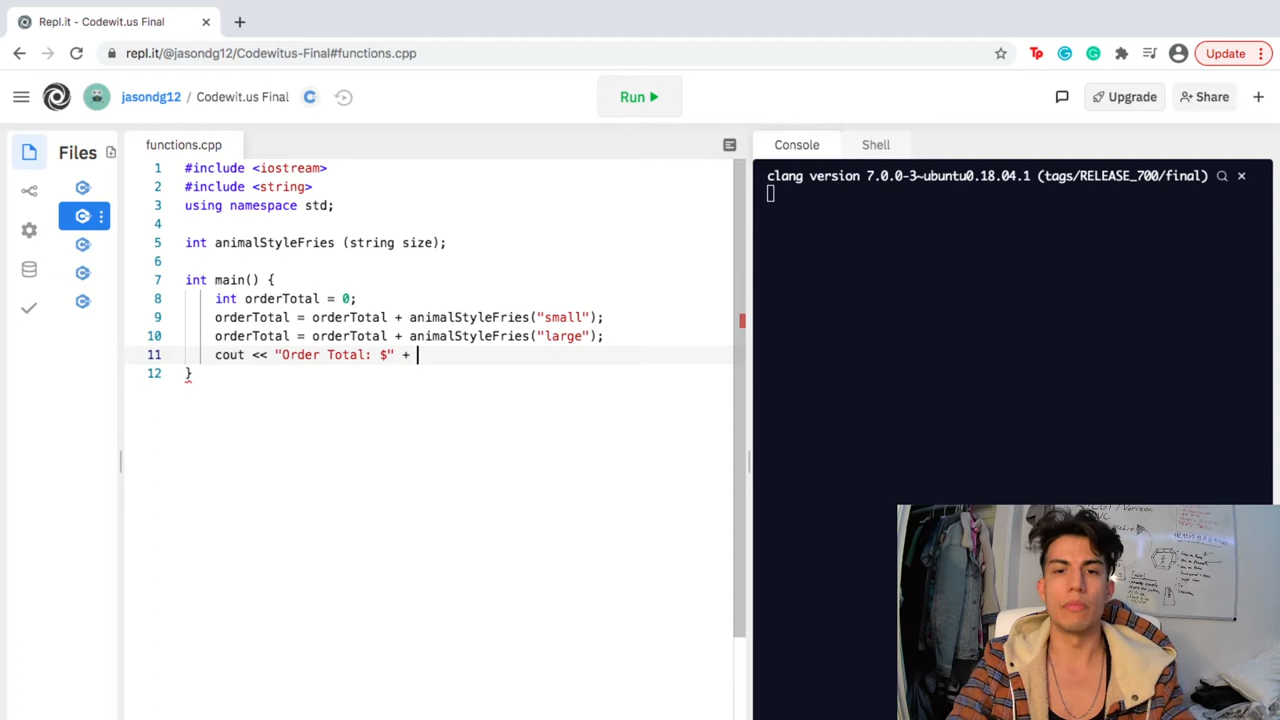 Repl.it - Codewit.us Final
repl.it/@jasondg12/Codewitus-Final#functions.cpp
Update
jasondg12 / Codewit.us Final
Run
Upgrade
Share
Files
functions.cpp
Console
Shell
1 #include <iostream>
2 #include <string>
3 using namespace std;
4
5 int animalStyleFries (string size);
6
7 int main() {
8 int orderTotal = 0;
9 orderTotal = orderTotal + animalStyleFries("small");
10 orderTotal = orderTotal + animalStyleFries("large");
11 cout << "Order Total: $" +
12 }
clang version 7.0.0-3~ubuntu0.18.04.1 (tags/RELEASE_700/final)